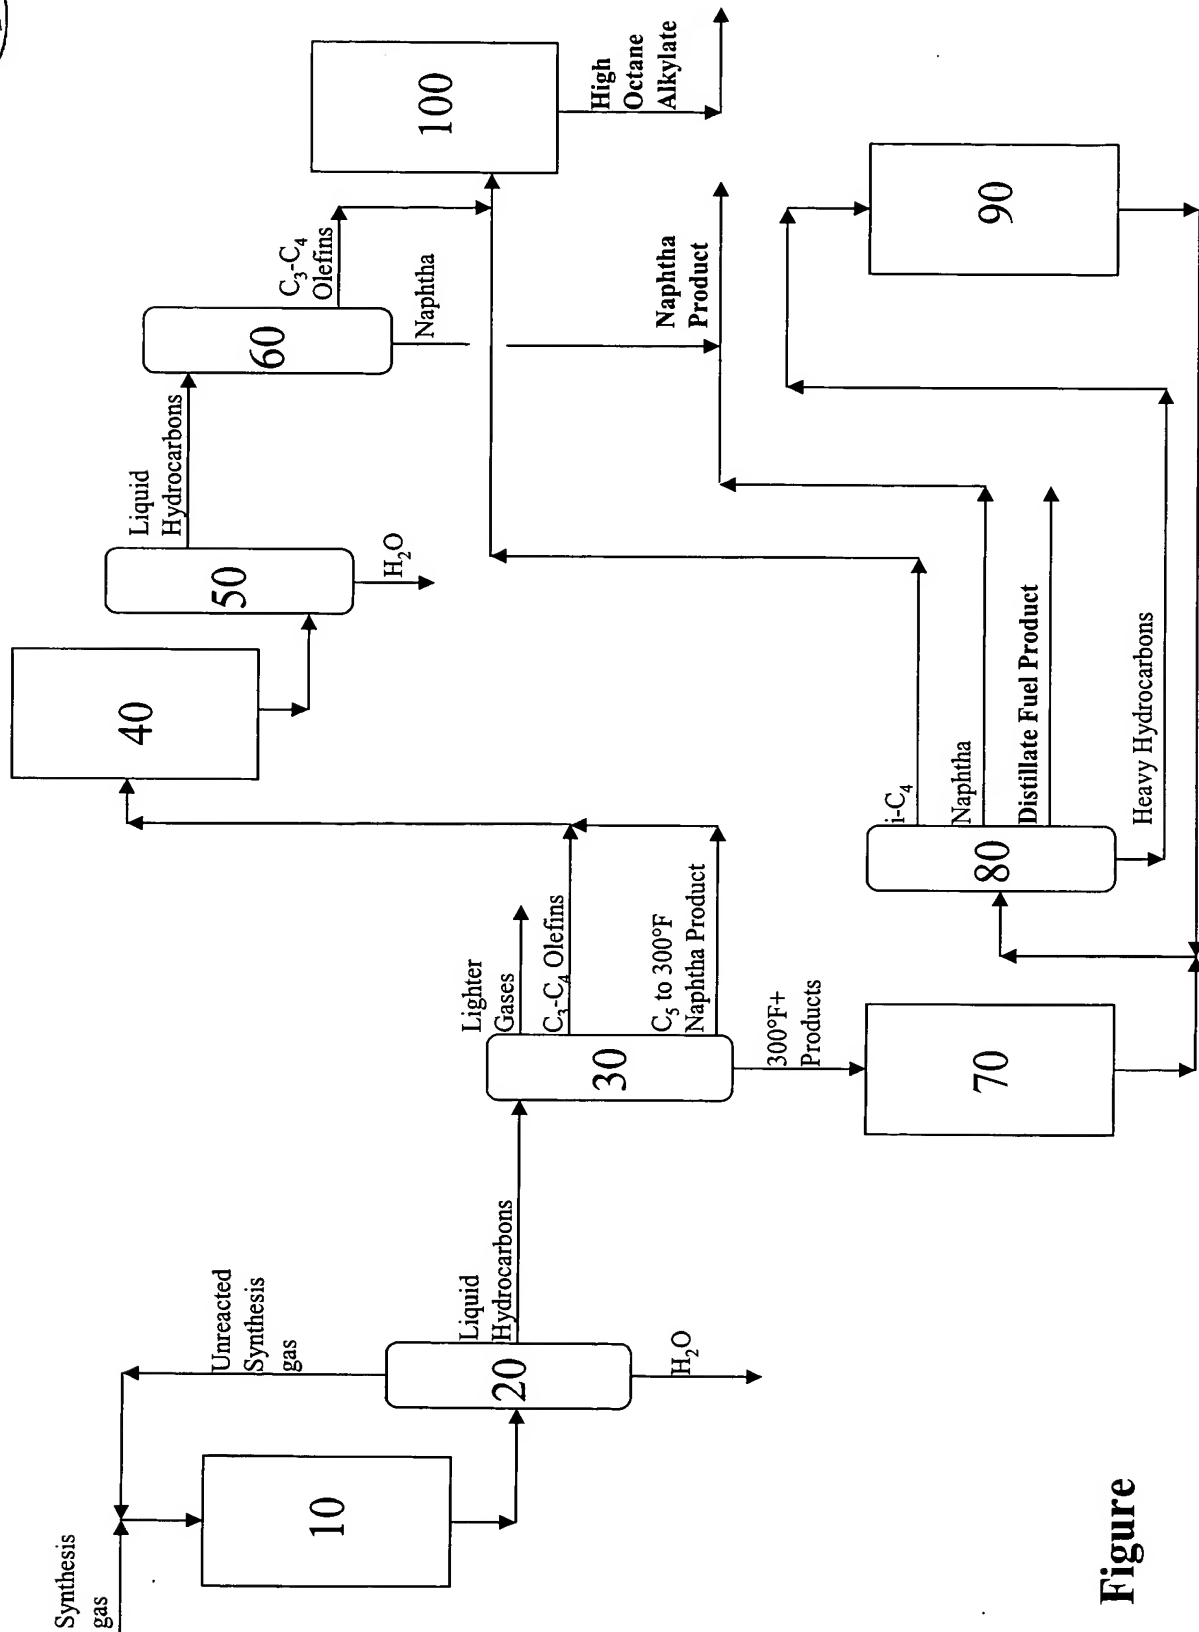 Synthesis
gas
10
Unreacted
Synthesis
gas
20
H₂O
Liquid
Hydrocarbons
30
Lighter
Gases
C₃-C₄ Olefins
C₅ to 300°F
Naphtha Product
300°F+
Products
40
50
H₂O
Liquid
Hydrocarbons
60
C₃-C₄
Olefins
Naphtha
100
High
Octane
Alkylate
Naphtha
Product
70
80
i-C₄
Naphtha
Distillate Fuel Product
Heavy Hydrocarbons
90
Figure